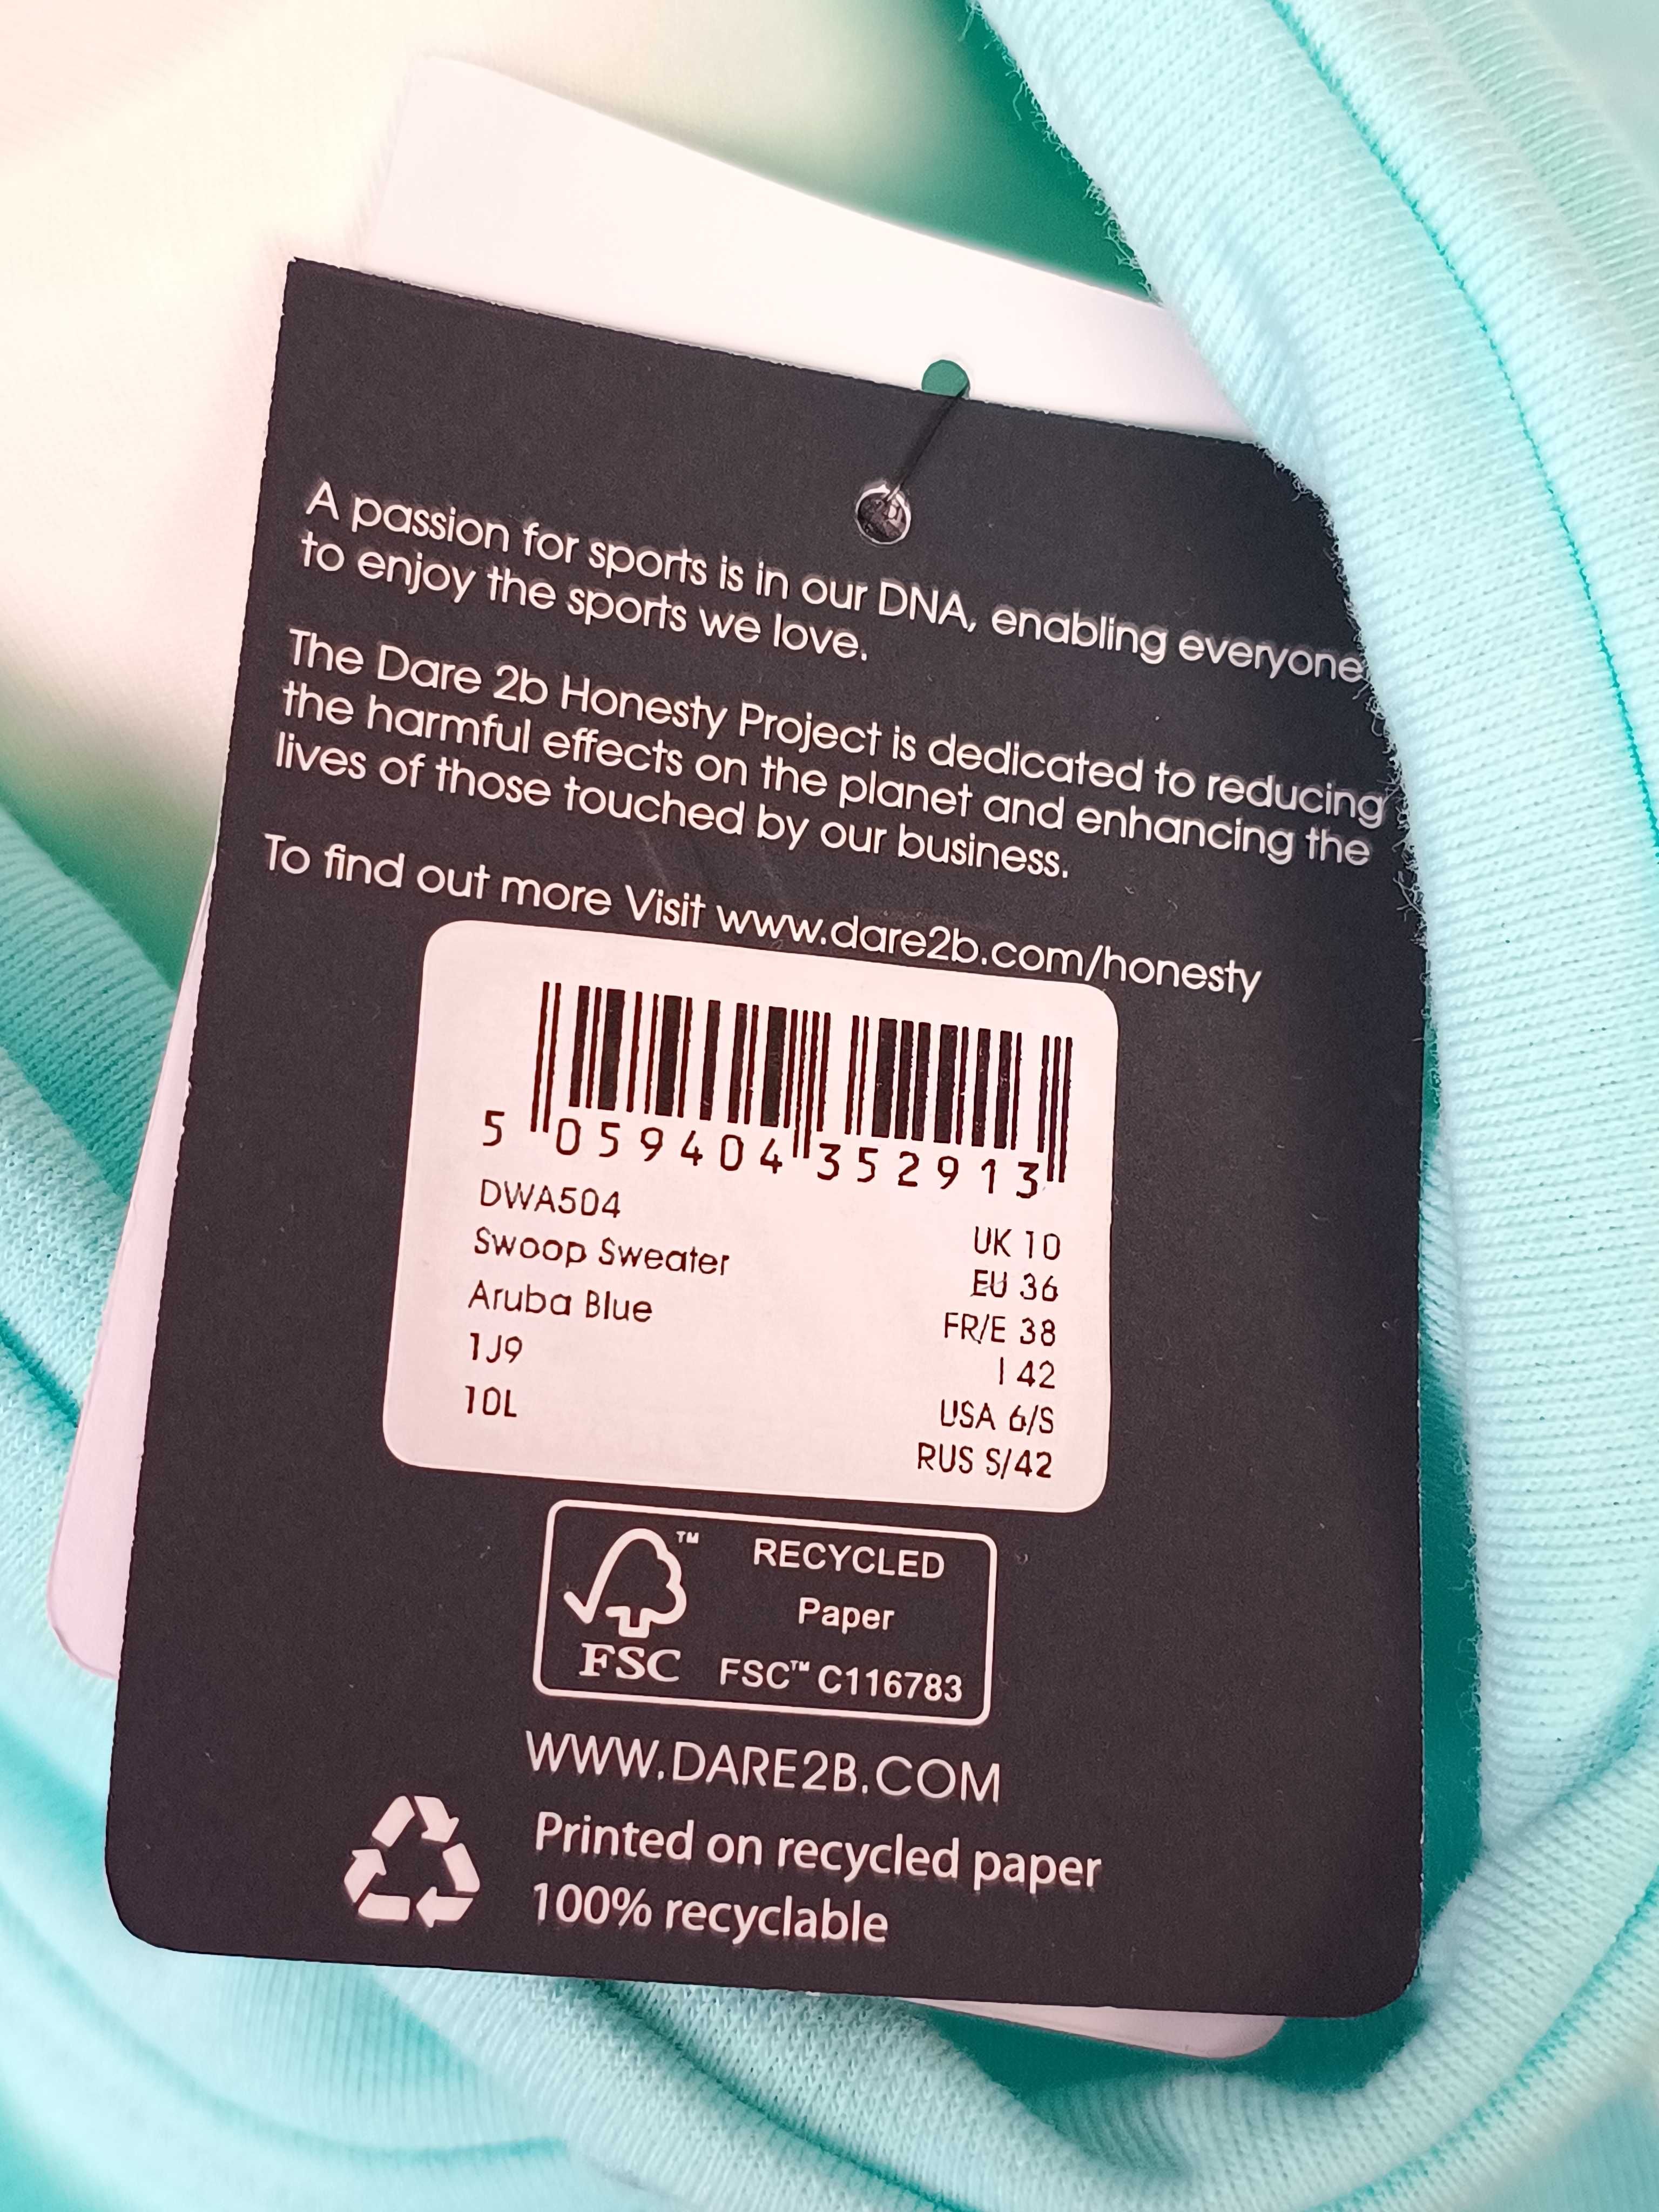 A passion for sports is in our DNA, enabling everyone
to enjoy the sports we love.
The Dare 2b Honesty Project is dedicated to reducing
the harmful effects on the planet and enhancing the
lives of those touched by our business.
To find out more Visit www.dare2b.com/honesty
5 059404 352913
DWA504
Swoop Sweater
Aruba Blue
1J9
10L
UK 10
EU 36
FR/E 38
I 42
USA 6/S
RUS S/42
TM
FSC
RECYCLED
Paper
FSC™ C116783
WWW.DARE2B.COM
Printed on recycled paper
100% recyclable